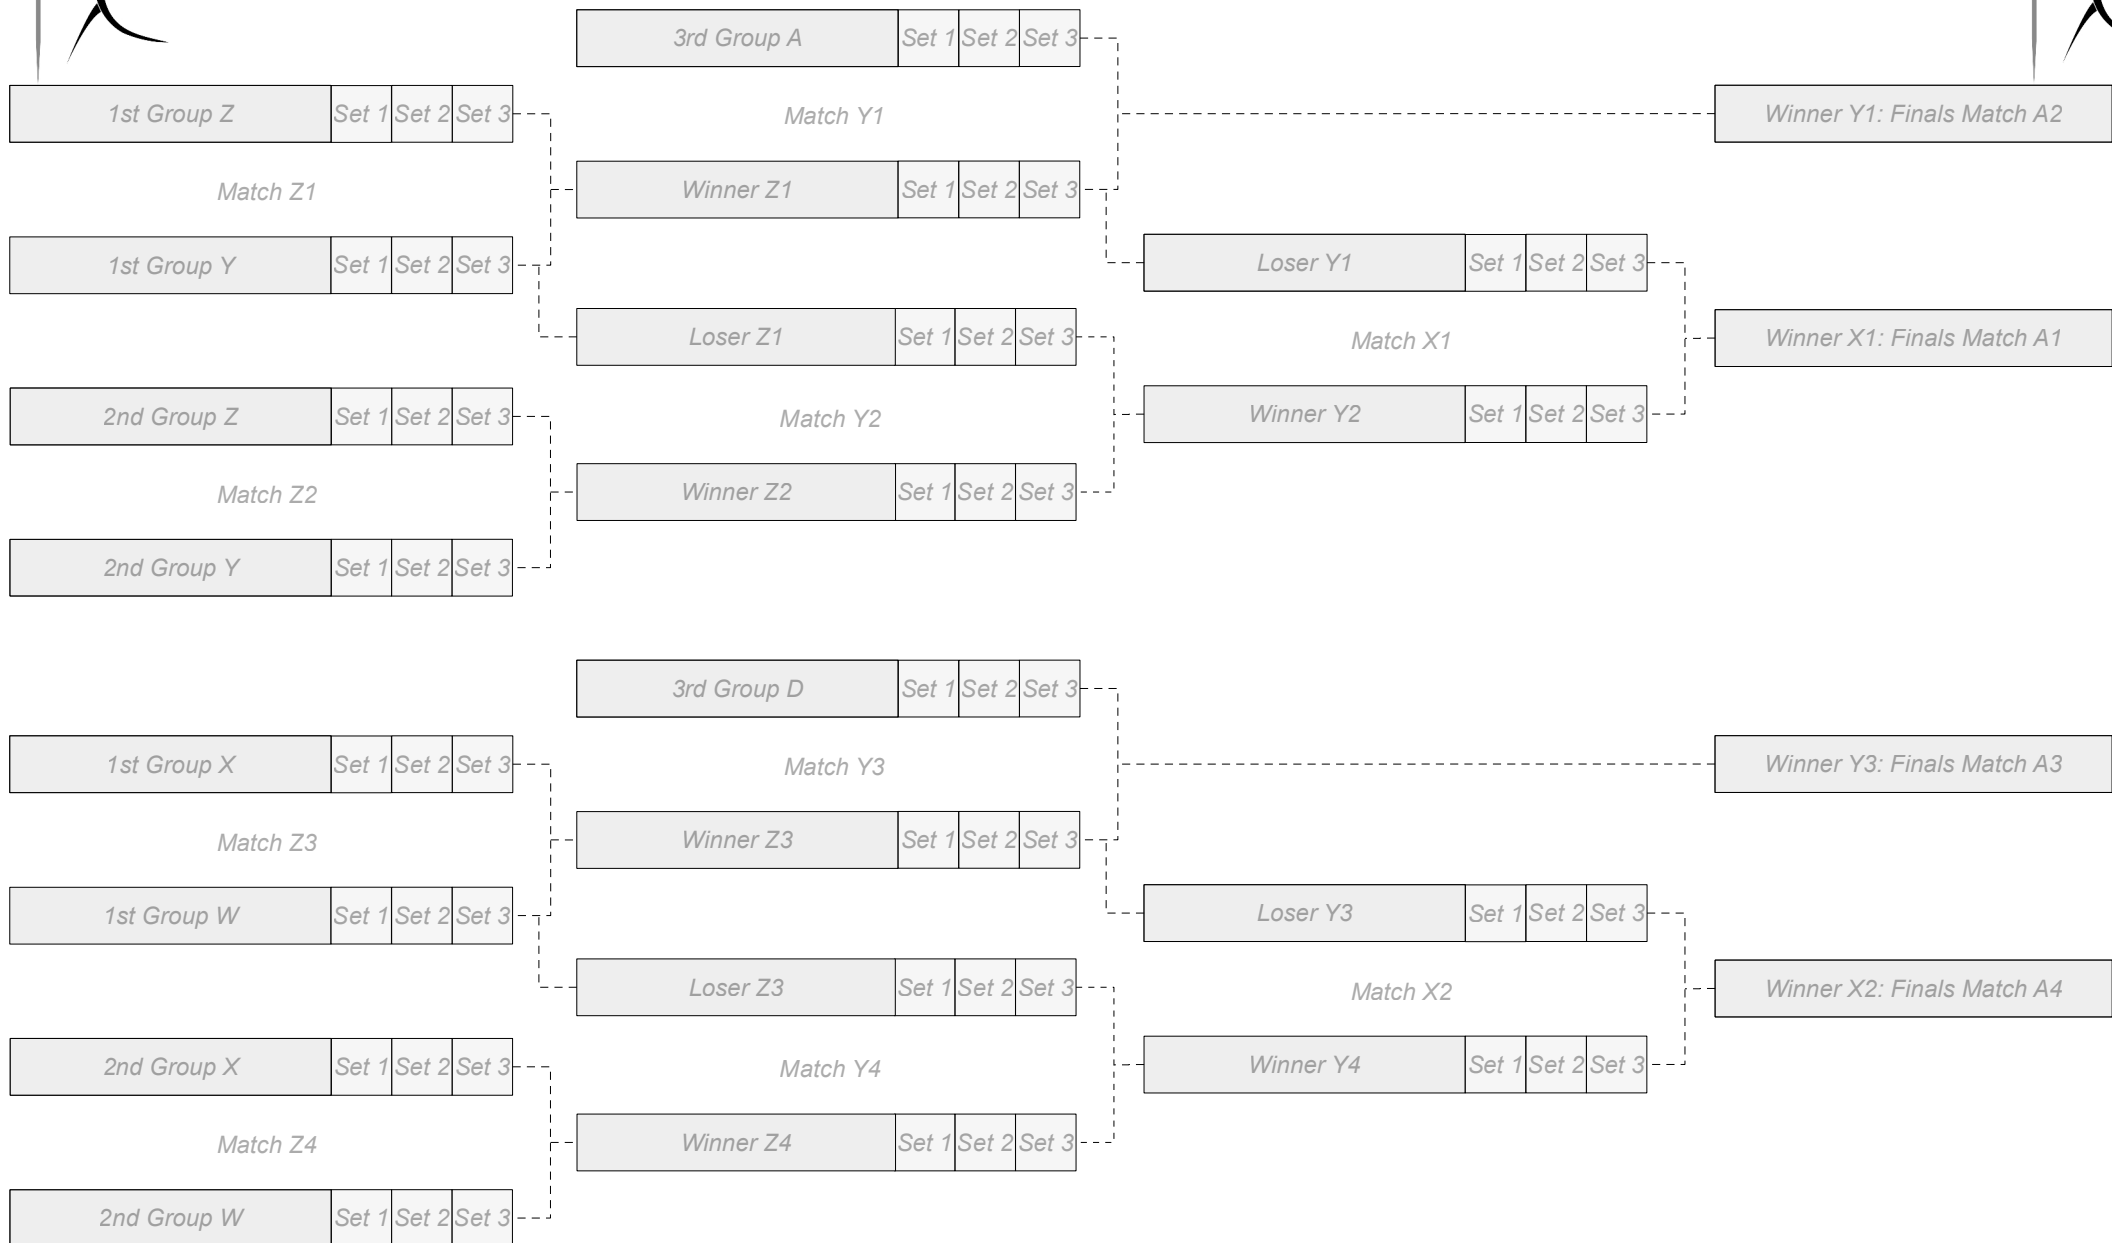 3rd Group A Set 1 Set 2 Set 3
1st Group Z Set 1 Set 2 Set 3 Match Y1 Winner Y1: Finals Match A2
Match Z1 Winner Z1 Set 1 Set 2 Set 3
1st Group Y Set 1 Set 2 Set 3 Loser Y1 Set 1 Set 2 Set 3
Loser Z1 Set 1 Set 2 Set 3 Match X1 Winner X1: Finals Match A1
2nd Group Z Set 1 Set 2 Set 3 Match Y2 Winner Y2 Set 1 Set 2 Set 3
Match Z2 Winner Z2 Set 1 Set 2 Set 3
2nd Group Y Set 1 Set 2 Set 3
3rd Group D Set 1 Set 2 Set 3
1st Group X Set 1 Set 2 Set 3 Match Y3 Winner Y3: Finals Match A3
Match Z3 Winner Z3 Set 1 Set 2 Set 3
1st Group W Set 1 Set 2 Set 3 Loser Y3 Set 1 Set 2 Set 3
Loser Z3 Set 1 Set 2 Set 3 Match X2 Winner X2: Finals Match A4
2nd Group X Set 1 Set 2 Set 3 Match Y4 Winner Y4 Set 1 Set 2 Set 3
Match Z4 Winner Z4 Set 1 Set 2 Set 3
2nd Group W Set 1 Set 2 Set 3